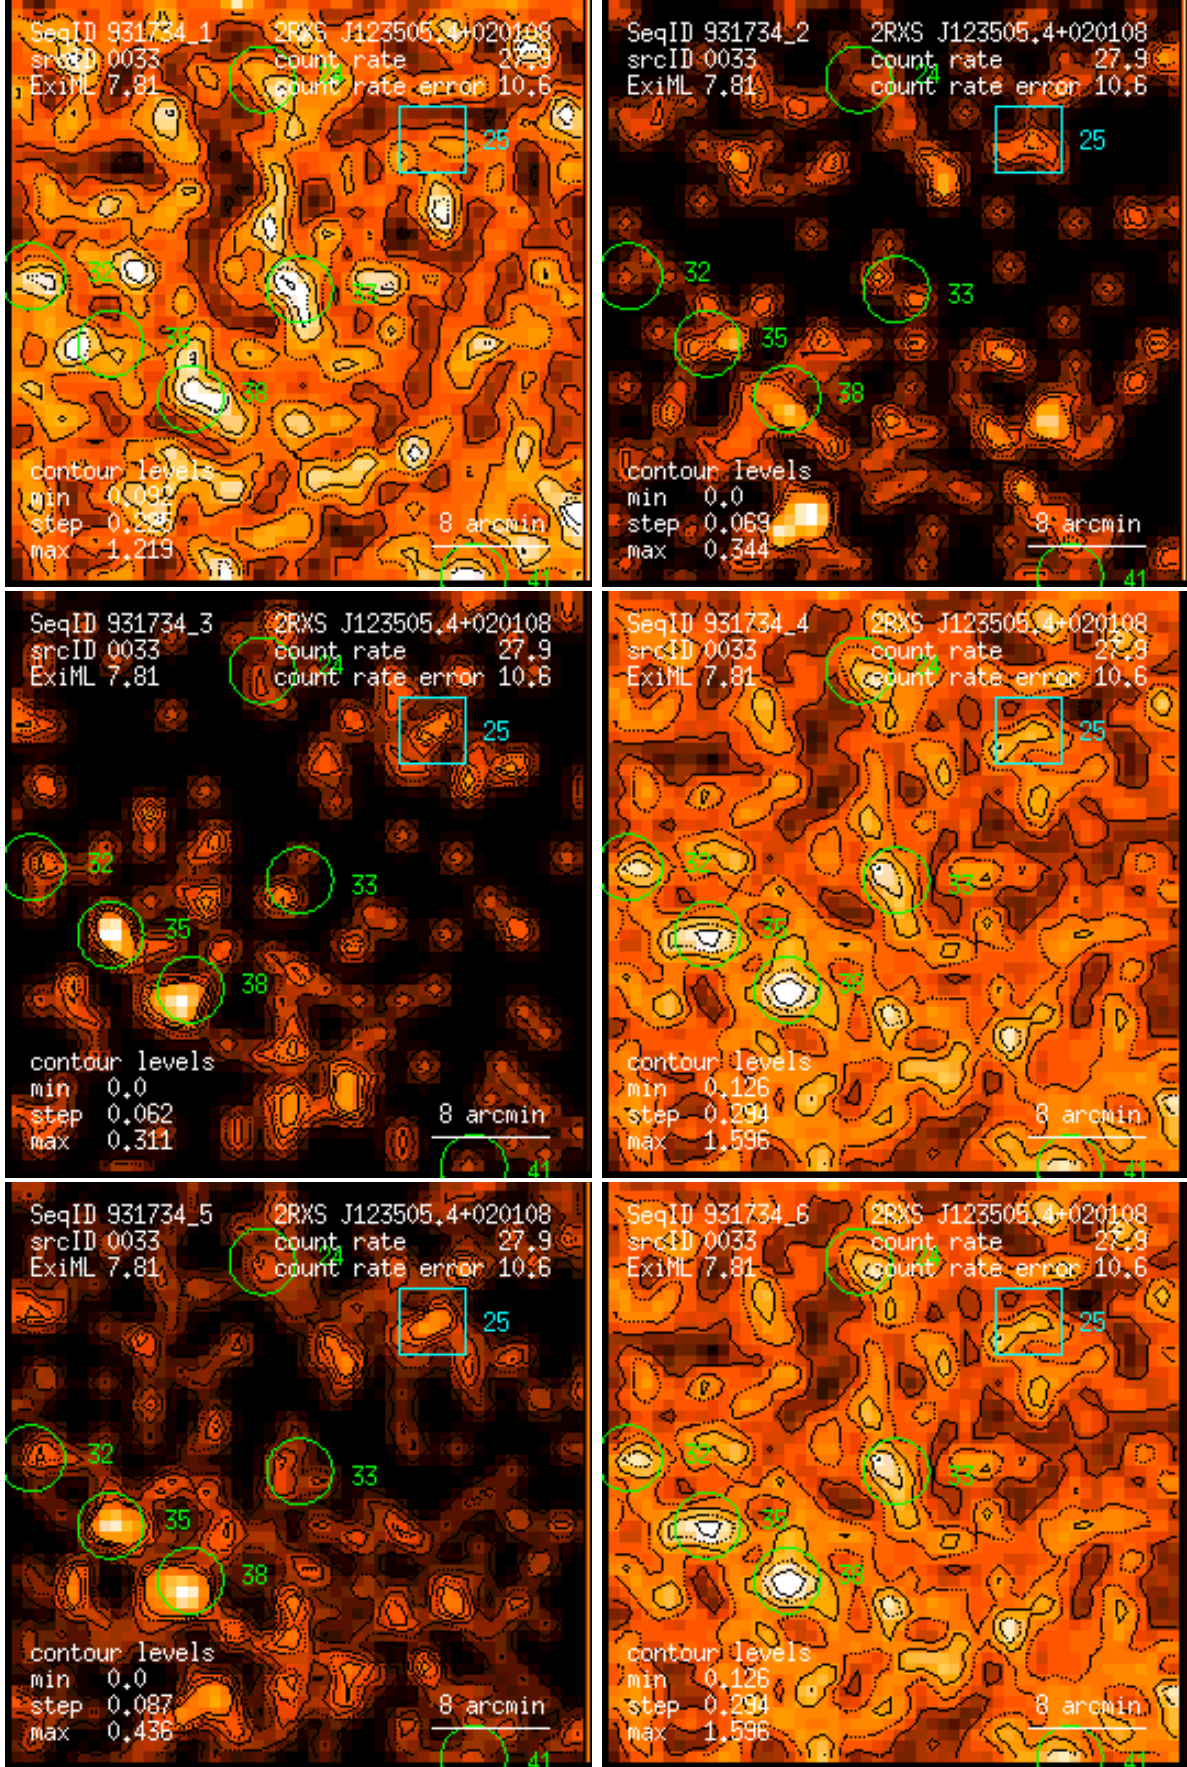 SeqID 931734_1 2RXS J123505.4+020108
srcID 0033 count rate 27.9
ExiML 7.81 count rate error 10.6
24
25
32
33
35
38
contour levels
min 0.092
step 0.225
max 1.219
8 arcmin
41
SeqID 931734_2 2RXS J123505.4+020108
srcID 0033 count rate 27.9
ExiML 7.81 count rate error 10.6
24
25
32
33
35
38
contour levels
min 0.0
step 0.069
max 0.344
8 arcmin
41
SeqID 931734_3 2RXS J123505.4+020108
srcID 0033 count rate 27.9
ExiML 7.81 count rate error 10.6
24
25
32
33
35
38
contour levels
min 0.0
step 0.062
max 0.311
8 arcmin
41
SeqID 931734_4 2RXS J123505.4+020108
srcID 0033 count rate 27.9
ExiML 7.81 count rate error 10.6
24
25
32
33
35
38
contour levels
min 0.126
step 0.294
max 1.596
8 arcmin
41
SeqID 931734_5 2RXS J123505.4+020108
srcID 0033 count rate 27.9
ExiML 7.81 count rate error 10.6
24
25
32
33
35
38
contour levels
min 0.0
step 0.087
max 0.436
8 arcmin
41
SeqID 931734_6 2RXS J123505.4+020108
srcID 0033 count rate 27.9
ExiML 7.81 count rate error 10.6
24
25
32
33
35
38
contour levels
min 0.126
step 0.294
max 1.596
8 arcmin
41